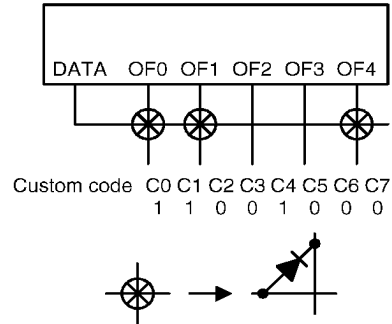 DATA OF0 OF1 OF2 OF3 OF4
Custom code C0 C1 C2 C3 C4 C5 C6 C7
1 1 0 0 1 0 0 0